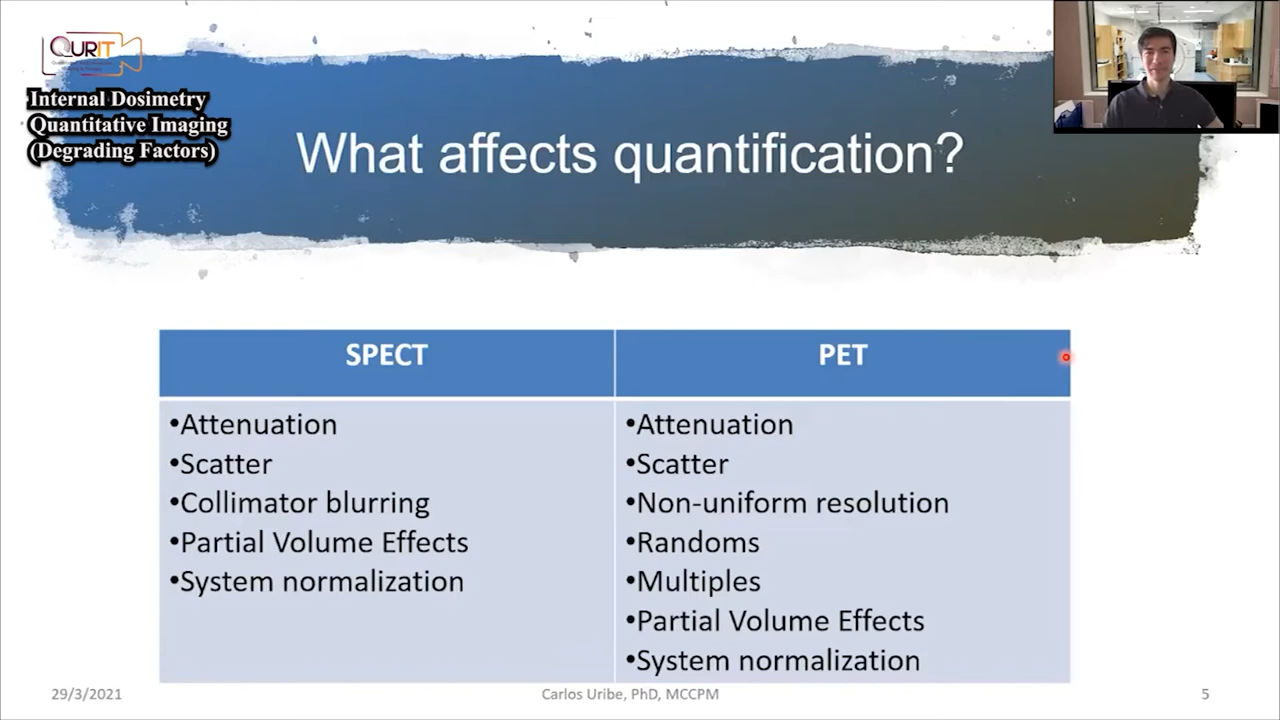 QURIT
Internal Dosimetry
Quantitative Imaging
(Degrading Factors)
What affects quantification?
SPECT
•Attenuation
•Scatter
•Collimator blurring
•Partial Volume Effects
•System normalization
PET
•Attenuation
•Scatter
•Non-uniform resolution
•Randoms
•Multiples
•Partial Volume Effects
•System normalization
29/3/2021
Carlos Uribe, PhD, MCCPM
5